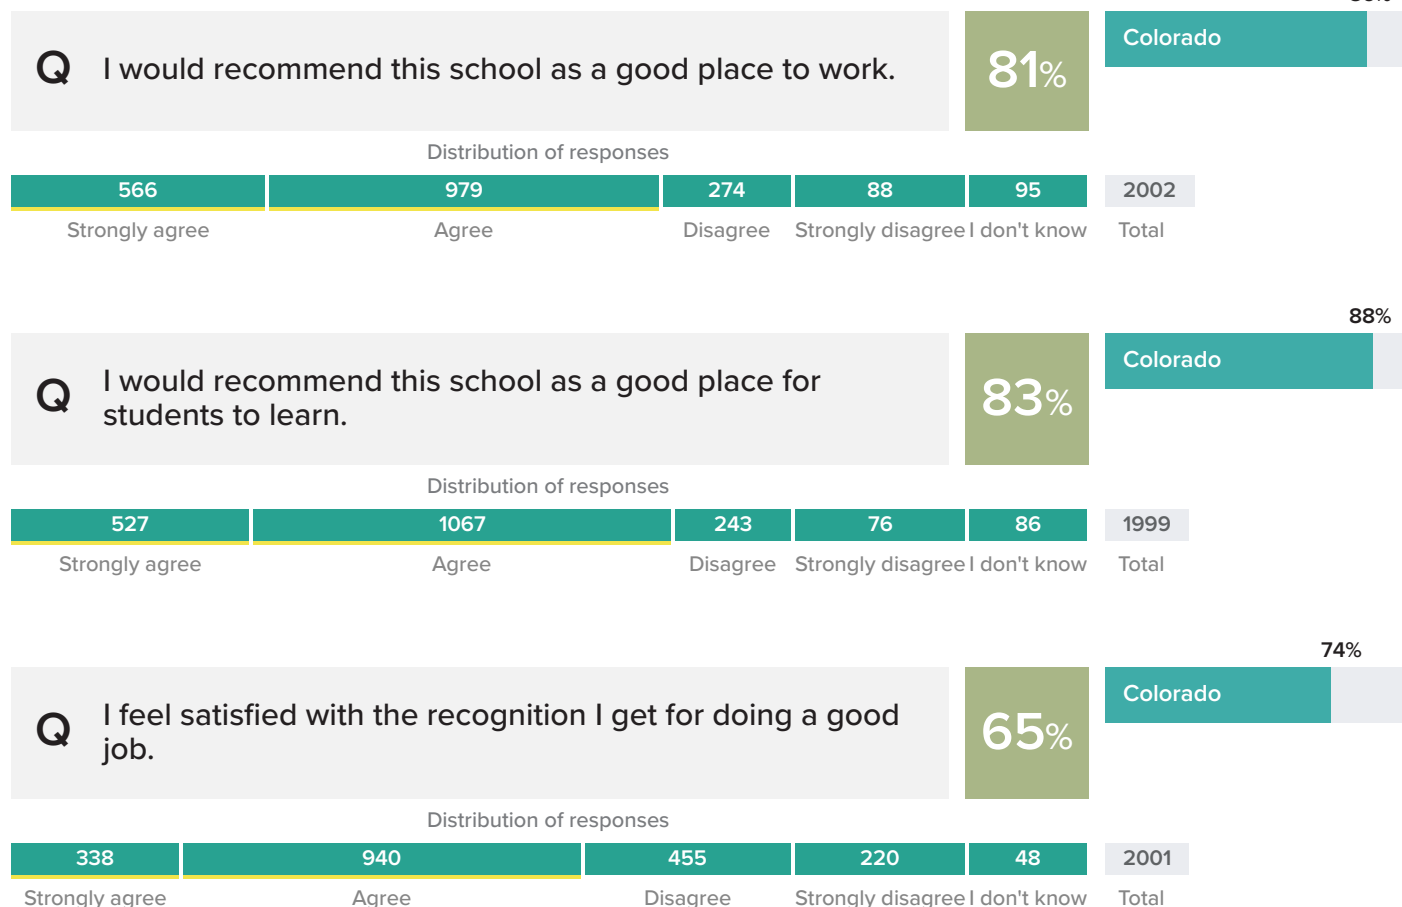 Q I would recommend this school as a good place to work.
81%
Colorado
Distribution of responses
566 979 274 88 95 2002
Strongly agree Agree Disagree Strongly disagree I don't know Total
88%
Q I would recommend this school as a good place for
students to learn.
83%
Colorado
Distribution of responses
527 1067 243 76 86 1999
Strongly agree Agree Disagree Strongly disagree I don't know Total
74%
Q I feel satisfied with the recognition I get for doing a good
job.
65%
Colorado
Distribution of responses
338 940 455 220 48 2001
Strongly agree Agree Disagree Strongly disagree I don't know Total